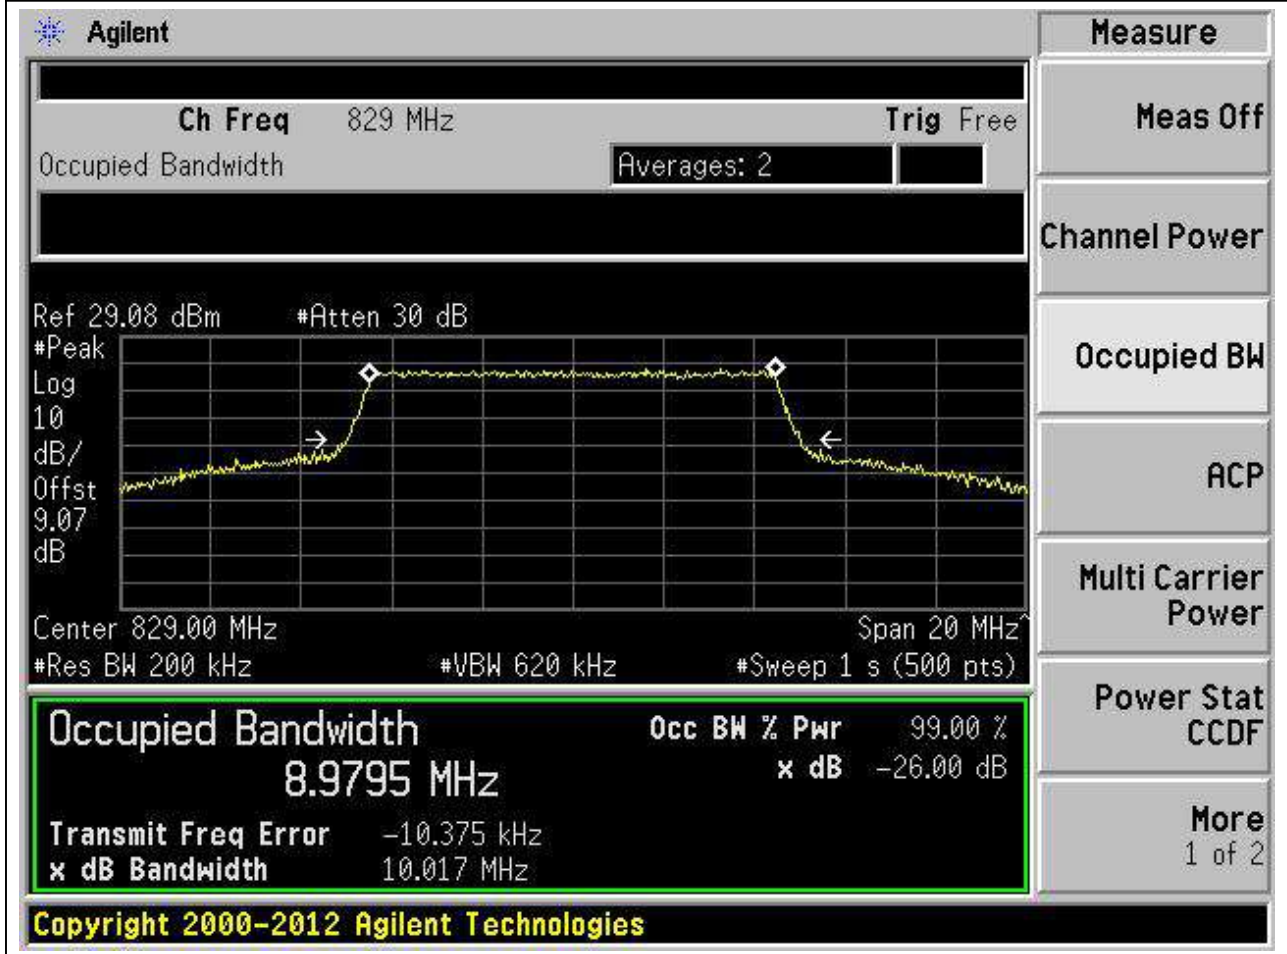 Agilent
Measure
Ch Freq 829 MHz Trig Free
Occupied Bandwidth Averages: 2
Meas Off
Channel Power
Occupied BW
ACP
Multi Carrier
Power
Power Stat
CCDF
More
1 of 2
Ref 29.08 dBm #Atten 30 dB
#Peak
Log
10
dB/
Offst
9.07
dB
Center 829.00 MHz Span 20 MHz^
#Res BW 200 kHz #VBW 620 kHz #Sweep 1 s (500 pts)
Occupied Bandwidth Occ BW % Pwr 99.00 %
8.9795 MHz x dB -26.00 dB
Transmit Freq Error -10.375 kHz
x dB Bandwidth 10.017 MHz
Copyright 2000-2012 Agilent Technologies